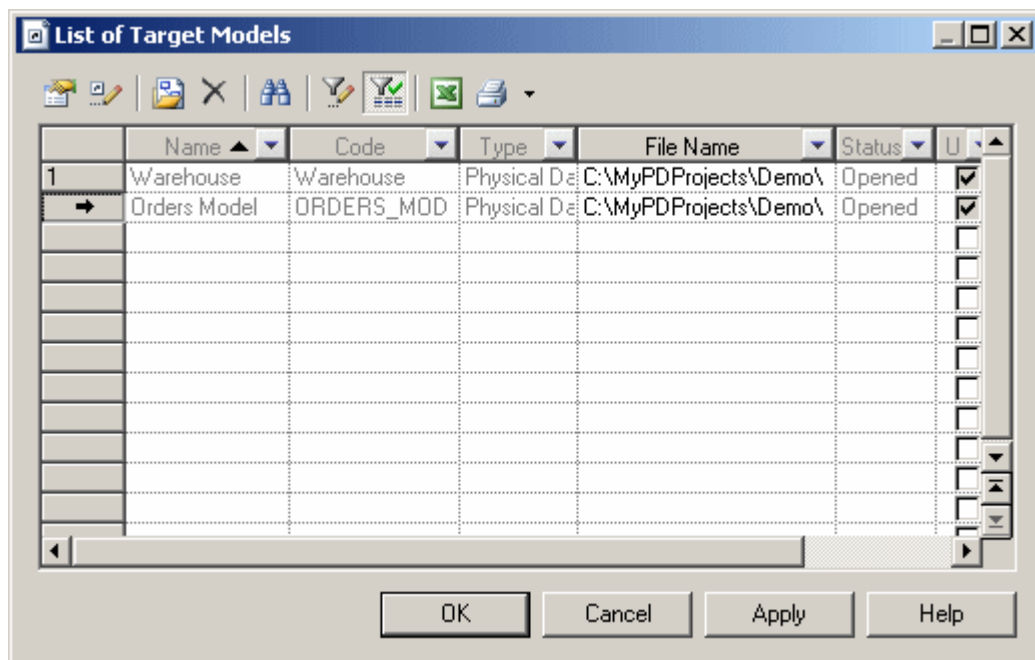 List of Target Models
Name Code Type File Name Status U
1 Warehouse Warehouse Physical Da C:\MyPDProjects\Demo\ Opened
Orders Model ORDERS_MOD Physical Da C:\MyPDProjects\Demo\ Opened
OK Cancel Apply Help